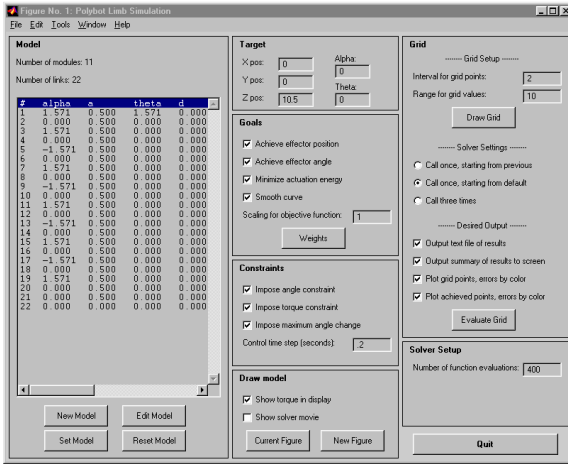 Figure No. 1: Polybot Limb Simulation
File Edit Tools Window Help
Model
Number of modules: 11
Number of links: 22
# alpha a theta d
1 1.571 0.500 1.571 0.000
2 0.000 0.500 0.000 0.000
3 1.571 0.500 0.000 0.000
4 0.000 0.500 0.000 0.000
5 -1.571 0.500 0.000 0.000
6 0.000 0.500 0.000 0.000
7 1.571 0.500 0.000 0.000
8 0.000 0.500 0.000 0.000
9 -1.571 0.500 0.000 0.000
10 0.000 0.500 0.000 0.000
11 1.571 0.500 0.000 0.000
12 0.000 0.500 0.000 0.000
13 -1.571 0.500 0.000 0.000
14 0.000 0.500 0.000 0.000
15 1.571 0.500 0.000 0.000
16 0.000 0.500 0.000 0.000
17 -1.571 0.500 0.000 0.000
18 0.000 0.500 0.000 0.000
19 1.571 0.500 0.000 0.000
20 0.000 0.500 0.000 0.000
21 0.000 0.500 0.000 0.000
22 0.000 0.500 0.000 0.000
New Model Edit Model
Set Model Reset Model
Target
X pos: 0
Y pos: 0
Z pos: 10.5
Alpha:
0
Theta:
0
Goals
Achieve effector position
Achieve effector angle
Minimize actuation energy
Smooth curve
Scaling for objective function: 1
Weights
Constraints
Impose angle constraint
Impose torque constraint
Impose maximum angle change
Control time step (seconds): .2
Draw model
Show torque in display
Show solver movie
Current Figure New Figure
Grid
-------- Grid Setup --------
Interval for grid points: 2
Range for grid values: 10
Draw Grid
-------- Solver Settings --------
Call once, starting from previous
Call once, starting from default
Call three times
-------- Desired Output --------
Output text file of results
Output summary of results to screen
Plot grid points, errors by color
Plot achieved points, errors by color
Evaluate Grid
Solver Setup
Number of function evaluations: 400
Quit